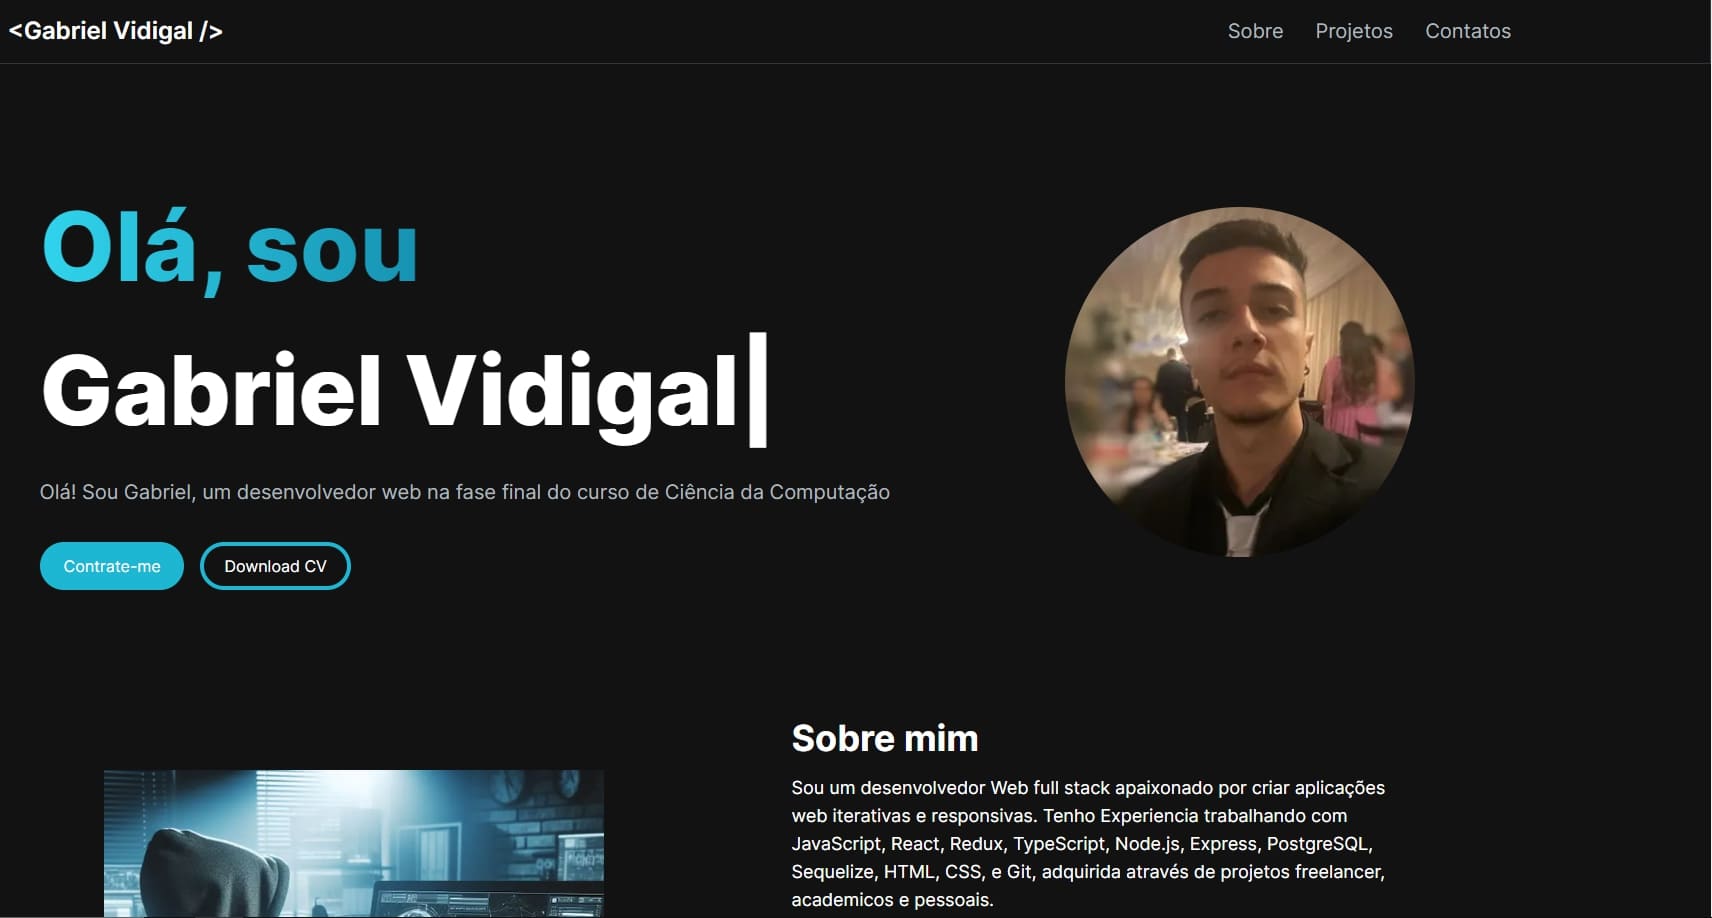 <Gabriel Vidigal />
Sobre
Projetos
Contatos
Olá, sou
Gabriel Vidigal|
Olá! Sou Gabriel, um desenvolvedor web na fase final do curso de Ciência da Computação
Contrate-me
Download CV
Sobre mim
Sou um desenvolvedor Web full stack apaixonado por criar aplicações
web iterativas e responsivas. Tenho Experiencia trabalhando com
JavaScript, React, Redux, TypeScript, Node.js, Express, PostgreSQL,
Sequelize, HTML, CSS, e Git, adquirida através de projetos freelancer,
academicos e pessoais.